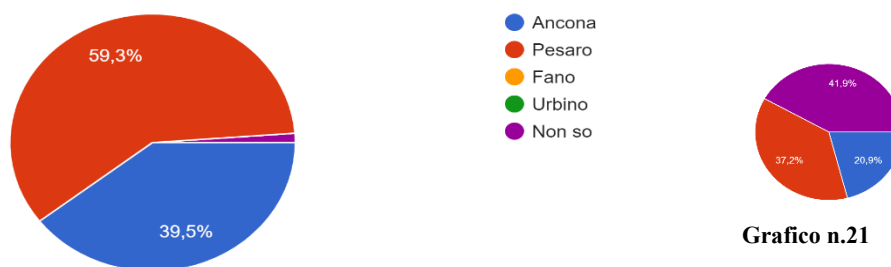 59,3%
39,5%
Ancona
Pesaro
Fano
Urbino
Non so
41,9%
37,2%
20,9%
Grafico n.21